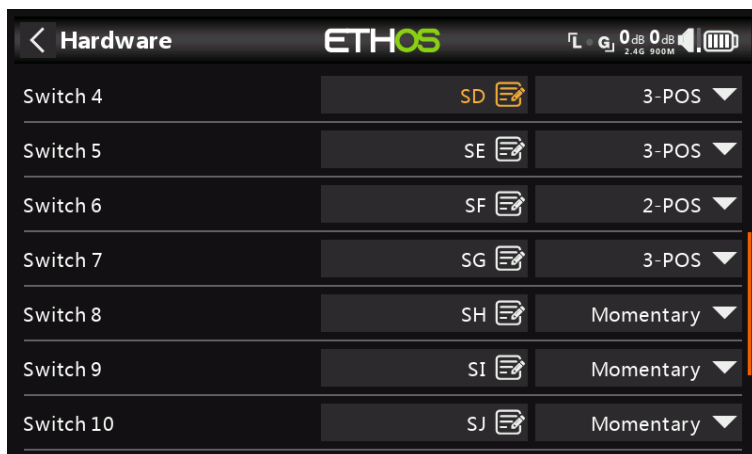 Hardware ETHOS L G 0dB 0dB
2.4G 900M
Switch 4 SD 3-POS
Switch 5 SE 3-POS
Switch 6 SF 2-POS
Switch 7 SG 3-POS
Switch 8 SH Momentary
Switch 9 SI Momentary
Switch 10 SJ Momentary